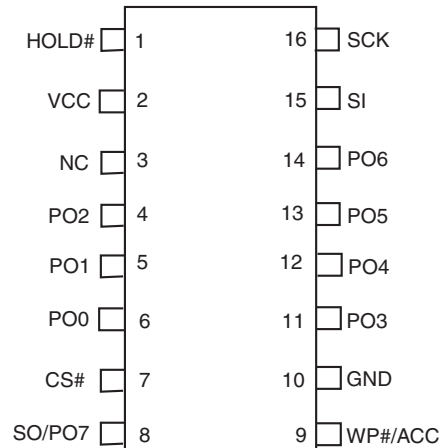 HOLD# 1 16 SCK
VCC 2 15 SI
NC 3 14 PO6
PO2 4 13 PO5
PO1 5 12 PO4
PO0 6 11 PO3
CS# 7 10 GND
SO/PO7 8 9 WP#/ACC